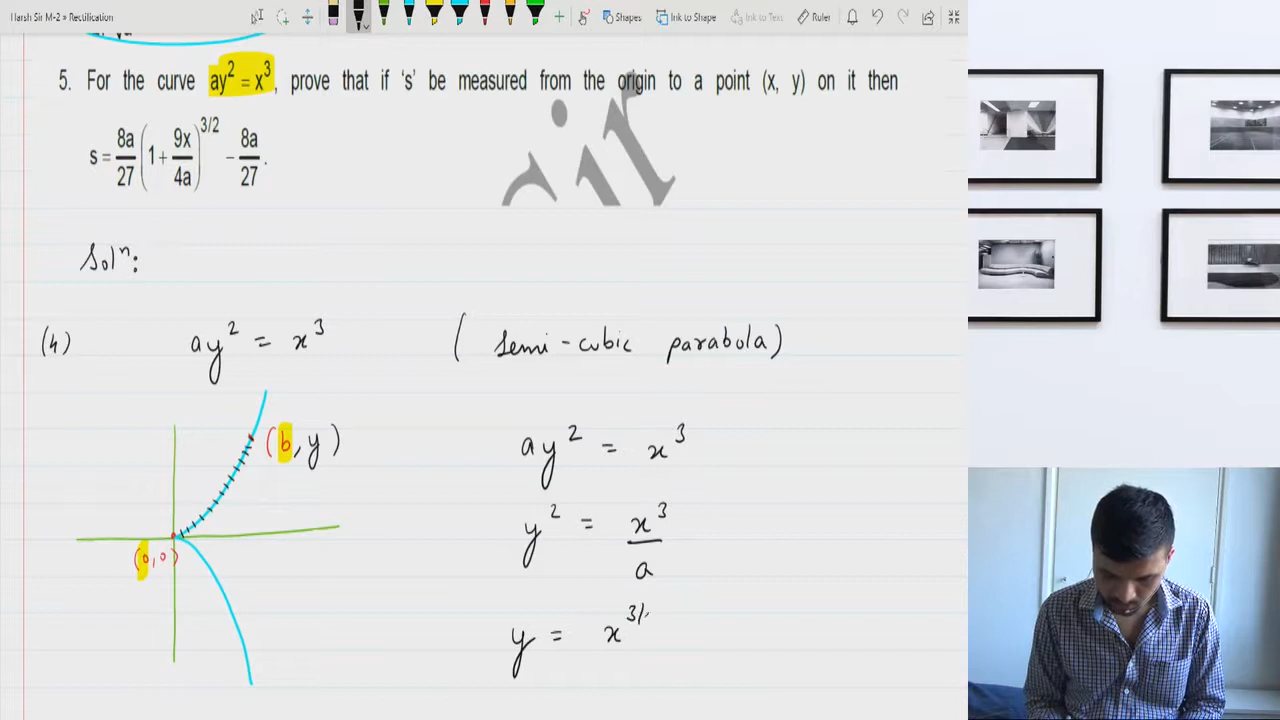 Harsh Sir M-2 » Rectification
Shapes Ink to Shape Ink to Text Ruler
5. For the curve ay² = x³, prove that if ‘s’ be measured from the origin to a point (x, y) on it then
s = 8a/27 (1 + 9x/4a)^3/2 - 8a/27.
Sir
Solⁿ:
(4) ay² = x³ ( semi-cubic parabola)
(b, y)
(0,0)
ay² = x³
y² = x³/a
y = x^3/